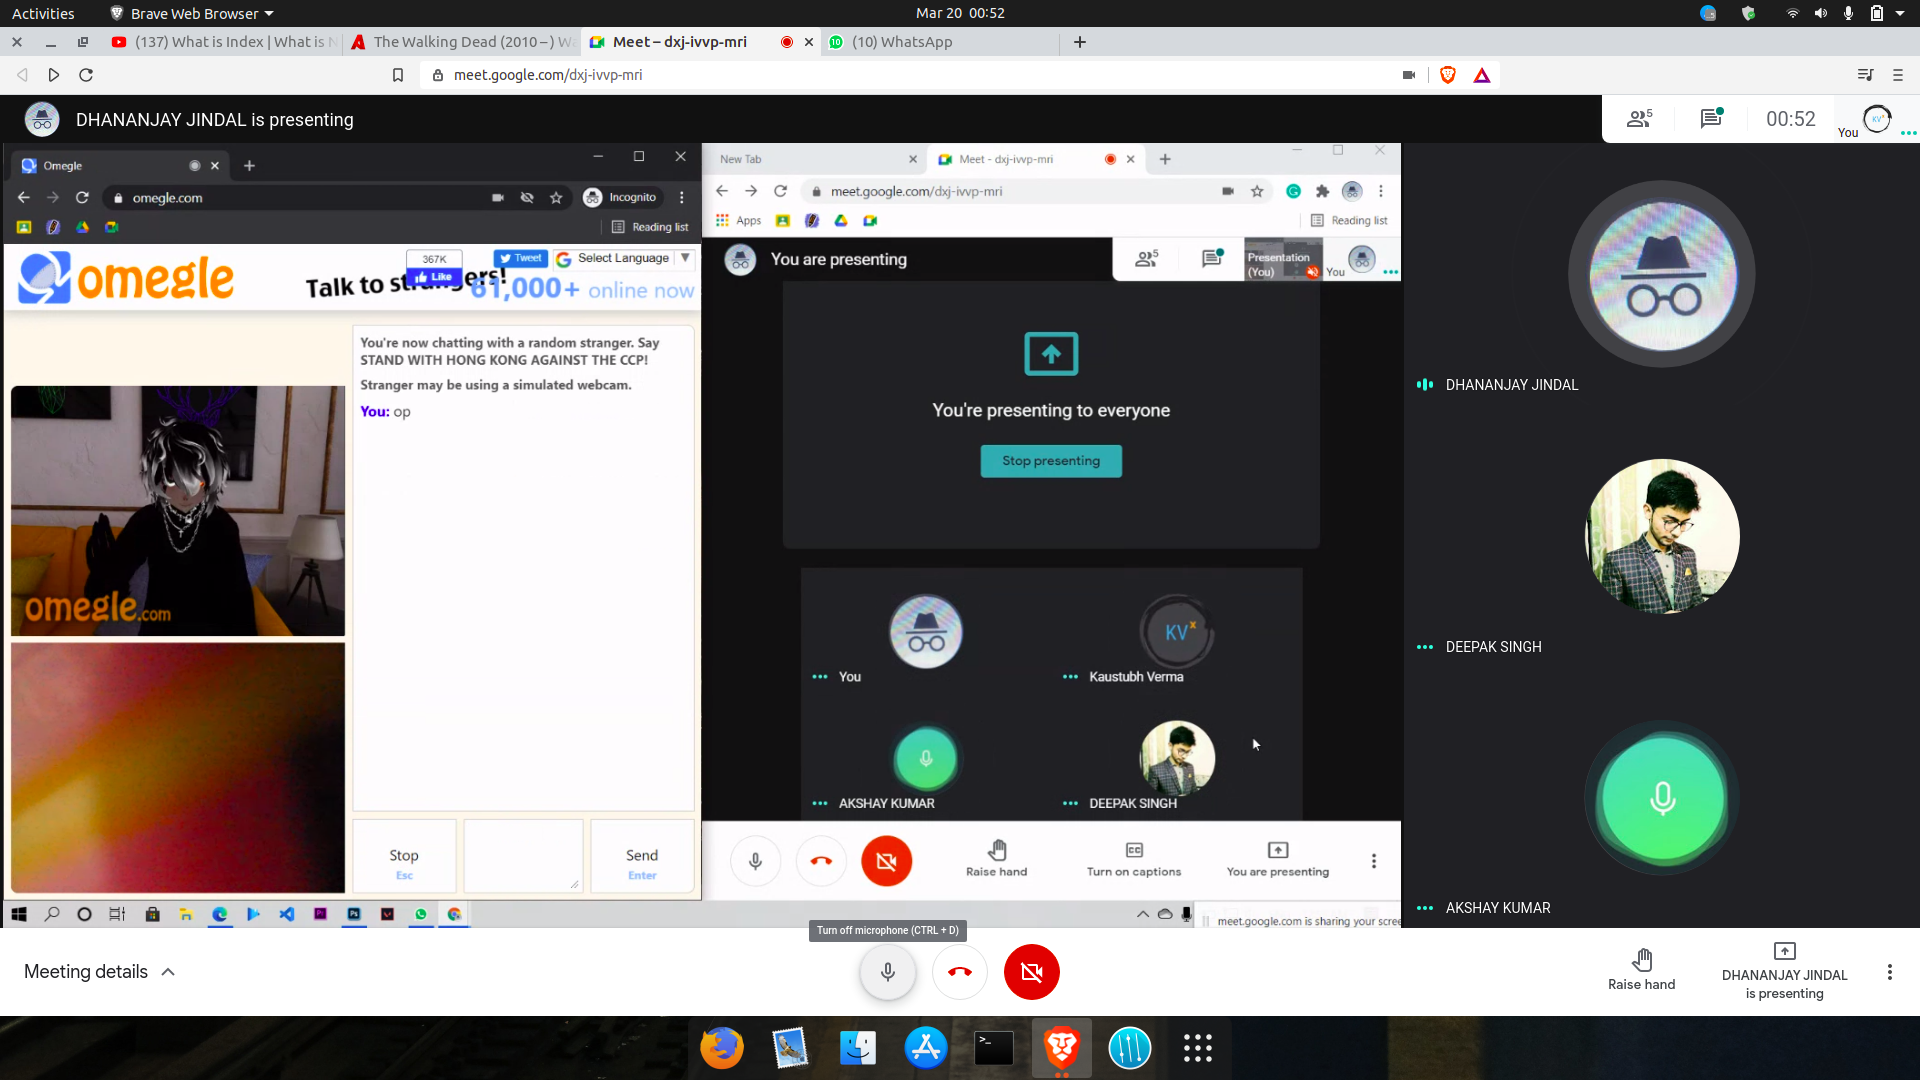 Activities
Brave Web Browser
Mar 20 00:52
(137) What is Index | What is
The Walking Dead (2010 – )
Meet – dxj-ivvp-mri
10
(10) WhatsApp
meet.google.com/dxj-ivvp-mri
DHANANJAY JINDAL is presenting
5
00:52
You
KV
Omegle
omegle.com
Incognito
Reading list
omegle
Talk to strangers!
367K
Like
Tweet
Select Language
61,000+ online now
You're now chatting with a random stranger. Say
STAND WITH HONG KONG AGAINST THE CCP!
Stranger may be using a simulated webcam.
You: op
omegle.com
Stop
Esc
Send
Enter
New Tab
Meet - dxj-ivvp-mri
meet.google.com/dxj-ivvp-mri
Apps
Reading list
You are presenting
5
Presentation
(You)
You
You're presenting to everyone
Stop presenting
You
KVx
Kaustubh Verma
AKSHAY KUMAR
DEEPAK SINGH
Raise hand
CC
Turn on captions
You are presenting
meet.google.com is sharing your
DHANANJAY JINDAL
DEEPAK SINGH
AKSHAY KUMAR
Turn off microphone (CTRL + D)
Meeting details
Raise hand
DHANANJAY JINDAL
is presenting